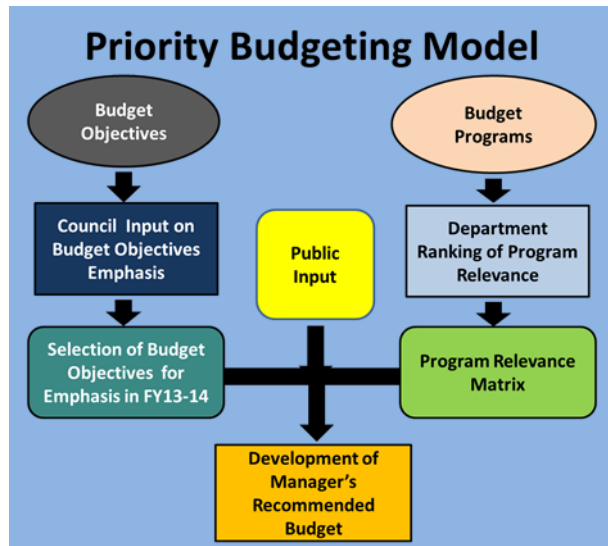 Priority Budgeting Model
Budget
Objectives
Budget
Programs
Council Input on
Budget Objectives
Emphasis
Public
Input
Department
Ranking of Program
Relevance
Selection of Budget
Objectives for
Emphasis in FY13-14
Program Relevance
Matrix
Development of
Manager's
Recommended
Budget